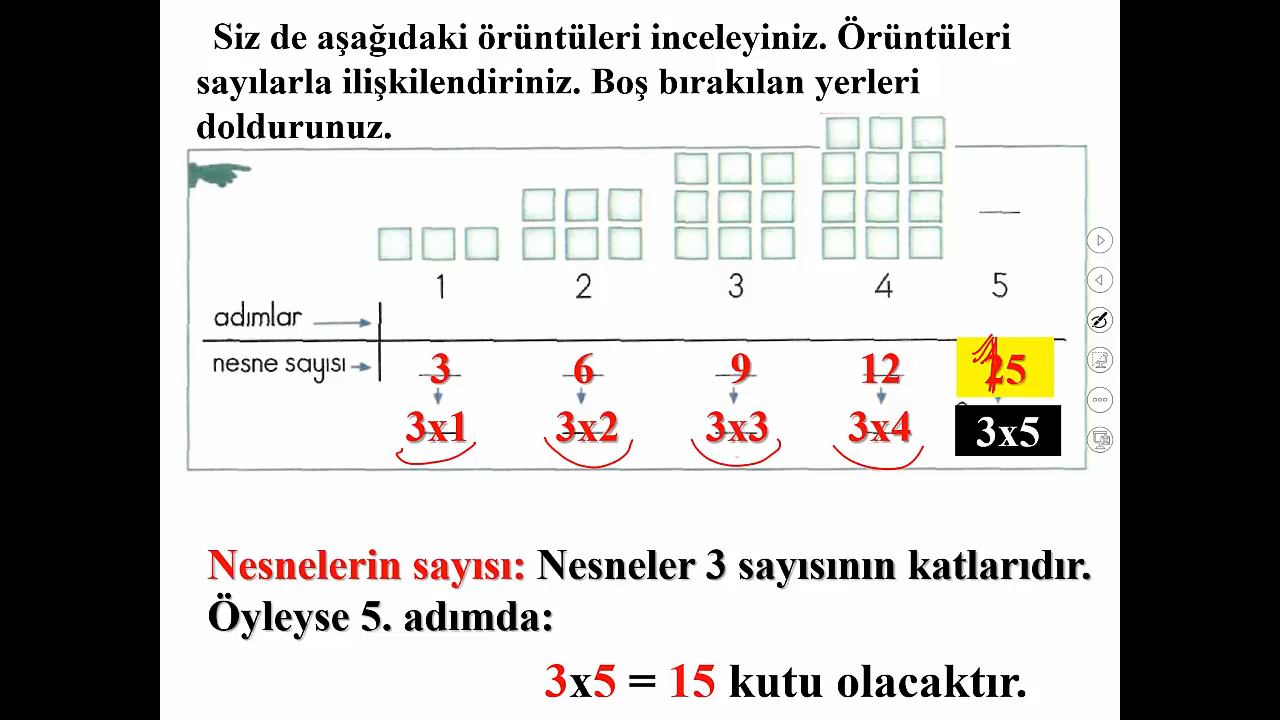 Siz de aşağıdaki örüntüleri inceleyiniz. Örüntüleri
sayılarla ilişkilendiriniz. Boş bırakılan yerleri
doldurunuz.
1 2 3 4 5
adımlar
nesne sayısı 3 6 9 12 25
3x1 3x2 3x3 3x4 3x5
Nesnelerin sayısı: Nesneler 3 sayısının katlarıdır.
Öyleyse 5. adımda:
3x5 = 15 kutu olacaktır.